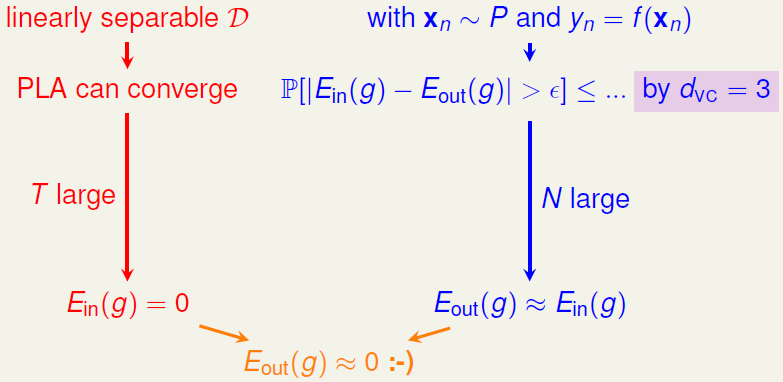 linearly separable 𝒟
with xₙ ∼ P and yₙ = f(xₙ)
PLA can converge
ℙ[|E_in(g) − E_out(g)| > ϵ] ≤ ... by d_VC = 3
T large
N large
E_in(g) = 0
E_out(g) ≈ E_in(g)
E_out(g) ≈ 0 :-)